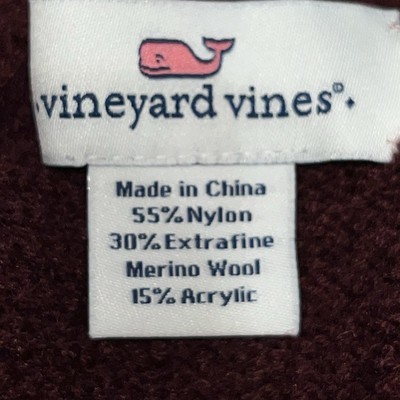 vineyard vines®
Made in China
55% Nylon
30% Extrafine
Merino Wool
15% Acrylic